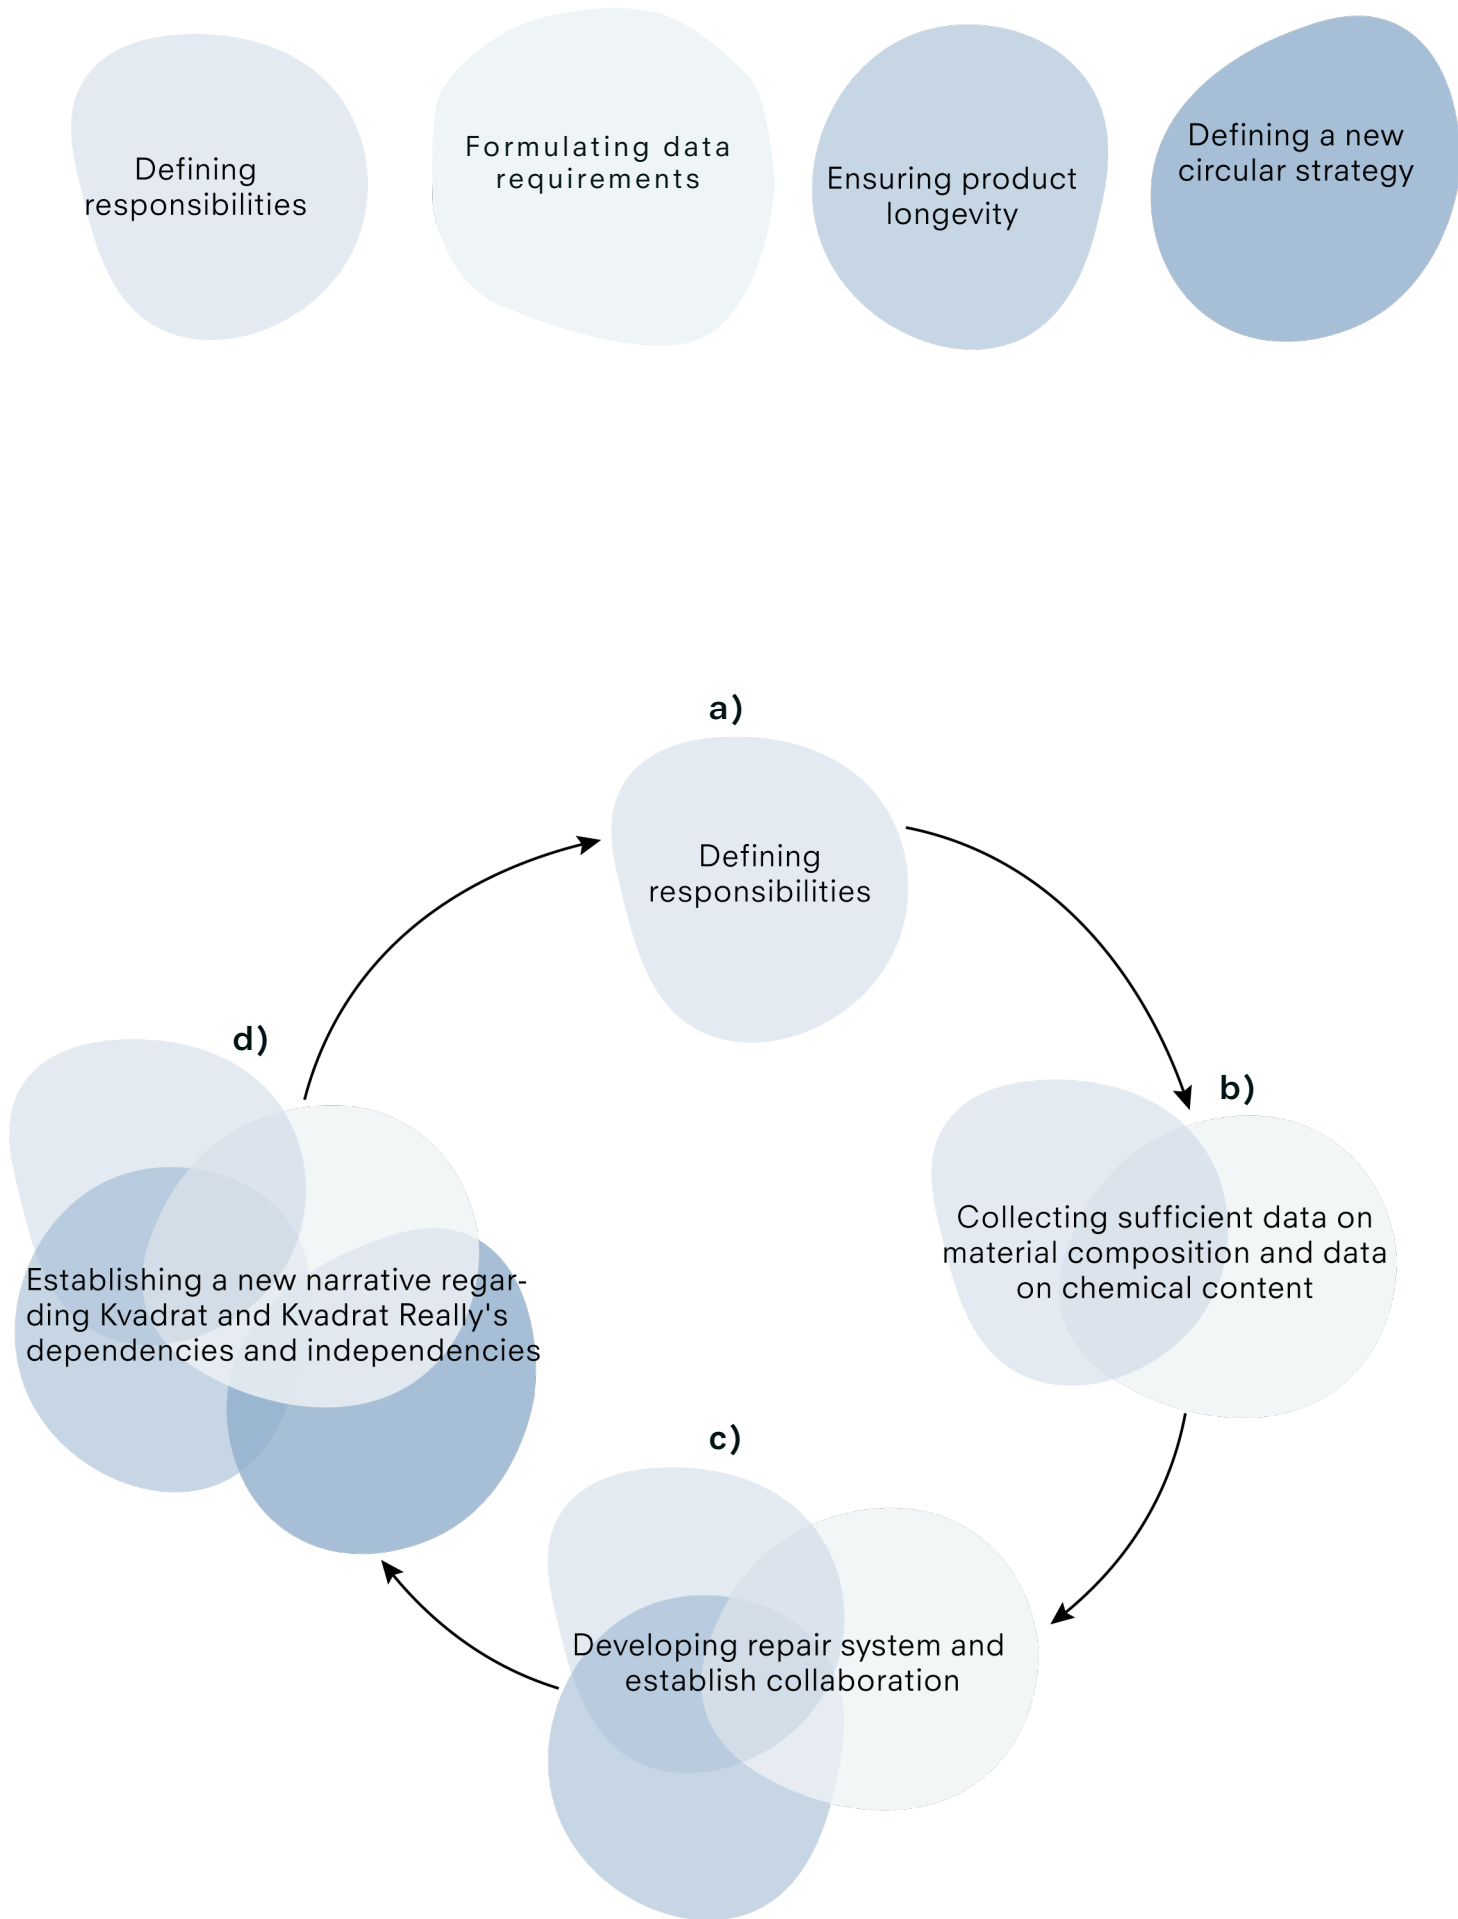 Defining
responsibilities
Formulating data
requirements
Ensuring product
longevity
Defining a new
circular strategy
a)
Defining
responsibilities
b)
Collecting sufficient data on
material composition and data
on chemical content
c)
Developing repair system and
establish collaboration
d)
Establishing a new narrative regar-
ding Kvadrat and Kvadrat Really's
dependencies and independencies